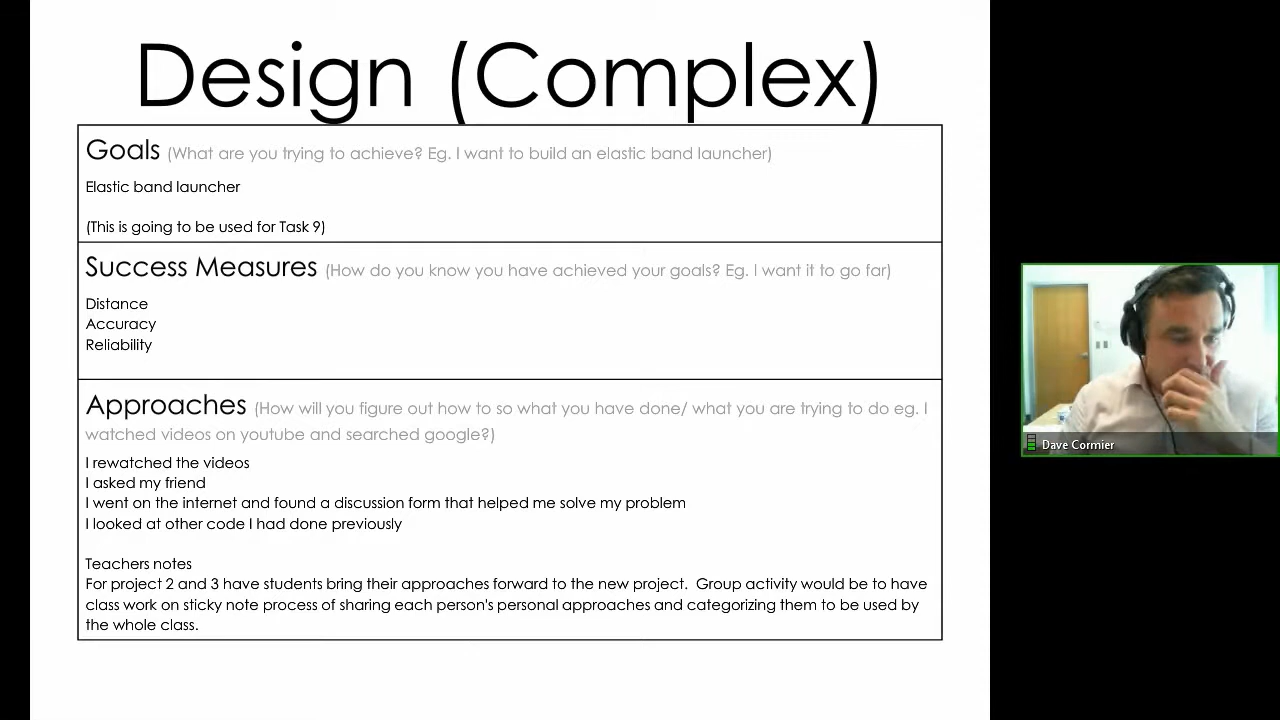 Design (Complex)
Goals (What are you trying to achieve? Eg. I want to build an elastic band launcher)
Elastic band launcher
(This is going to be used for Task 9)
Success Measures (How do you know you have achieved your goals? Eg. I want it to go far)
Distance
Accuracy
Reliability
Approaches (How will you figure out how to so what you have done/ what you are trying to do eg. I
watched videos on youtube and searched google?)
I rewatched the videos
I asked my friend
I went on the internet and found a discussion form that helped me solve my problem
I looked at other code I had done previously
Teachers notes
For project 2 and 3 have students bring their approaches forward to the new project.  Group activity would be to have
class work on sticky note process of sharing each person's personal approaches and categorizing them to be used by
the whole class.
Dave Cormier